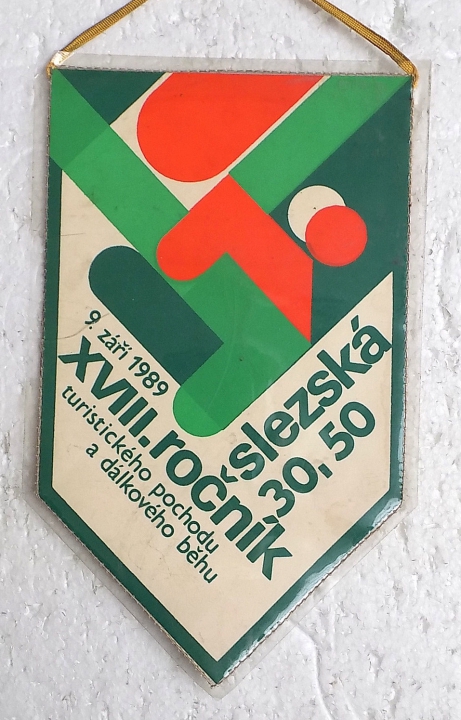 9. září 1989
XVIII. ročník
turistického pochodu
a dálkového běhu
slezská
30, 50